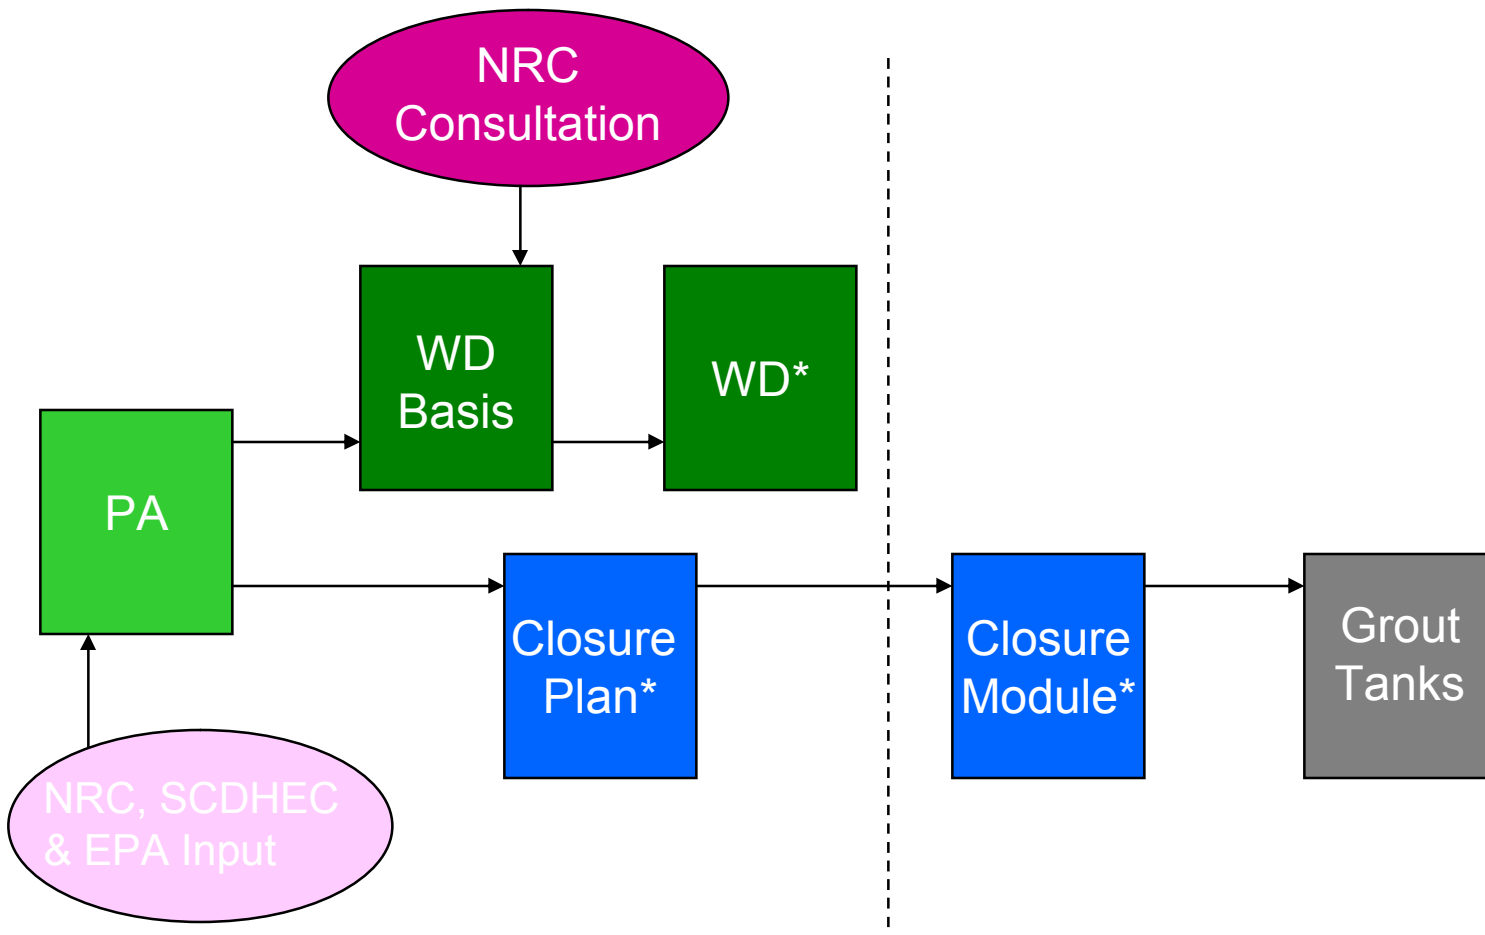 NRC
Consultation
WD
Basis
WD*
PA
Closure
Plan*
Closure
Module*
Grout
Tanks
NRC, SCDHEC
& EPA Input